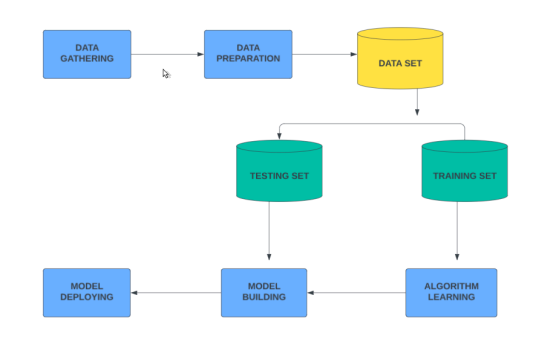 DATA
GATHERING
DATA
PREPARATION
DATA SET
TESTING SET
TRAINING SET
MODEL
DEPLOYING
MODEL
BUILDING
ALGORITHM
LEARNING